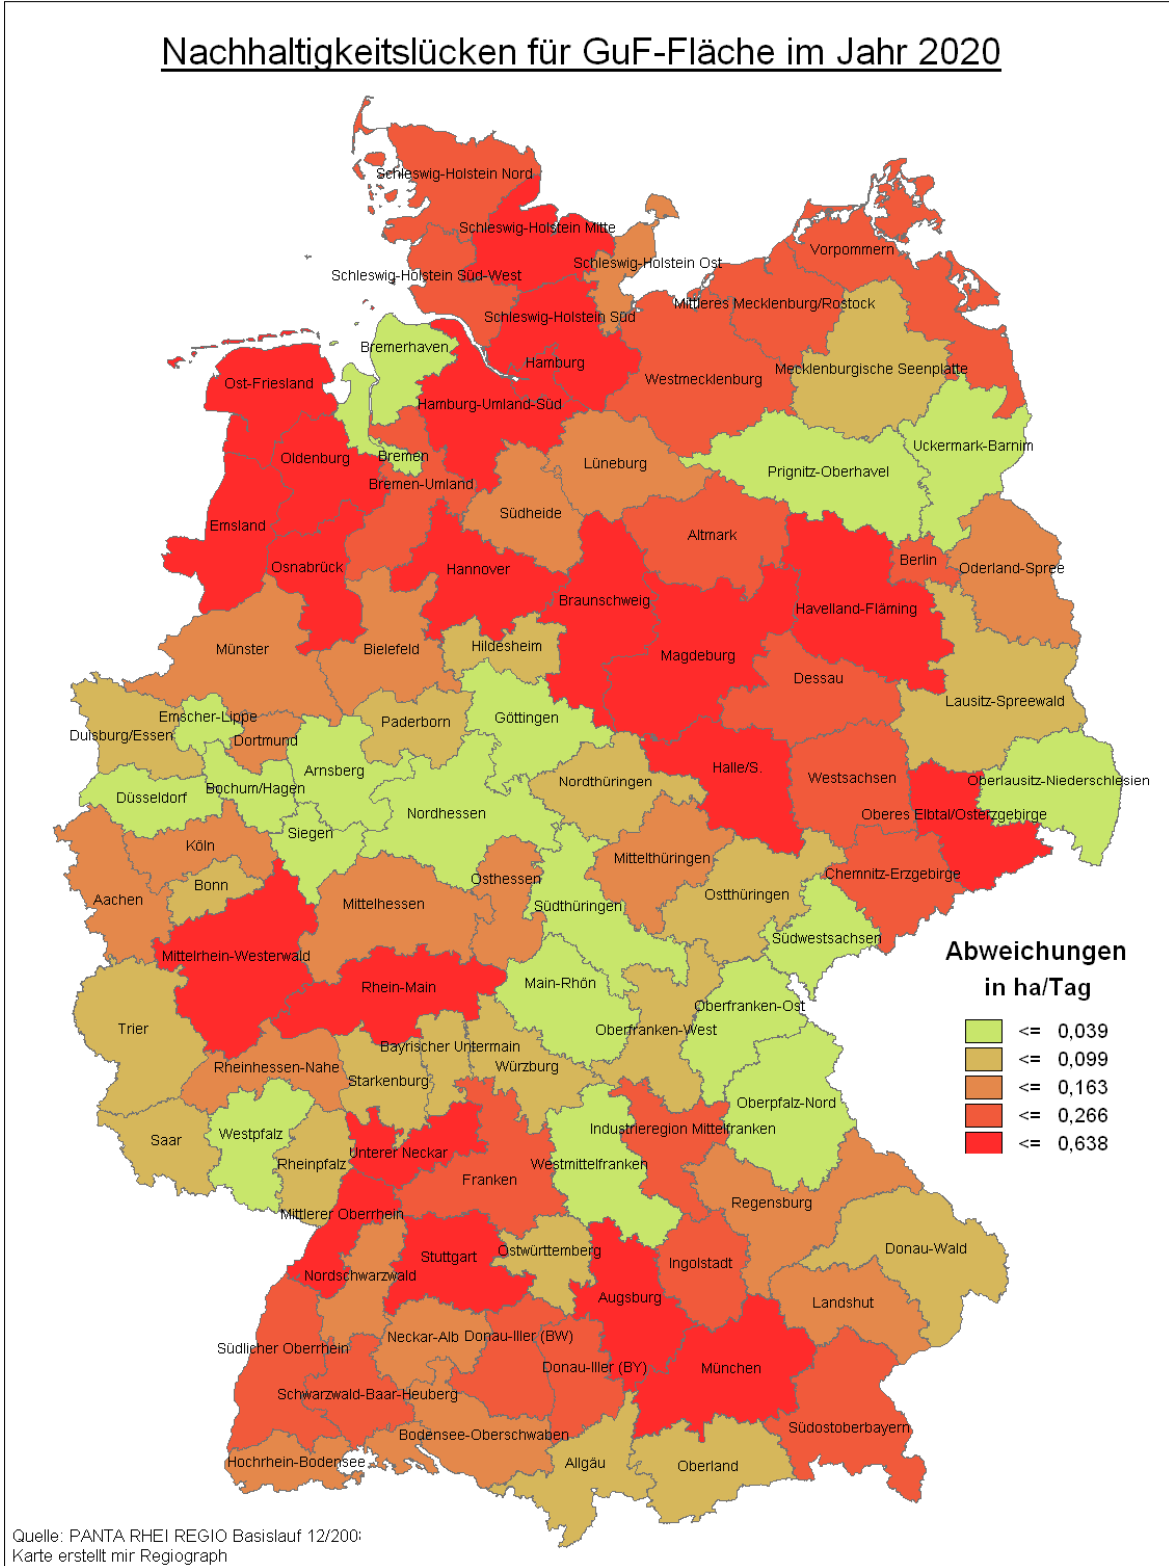 Nachhaltigkeitslücken für GuF-Fläche im Jahr 2020
Schleswig-Holstein Nord
Schleswig-Holstein Mitte
Vorpommern
Schleswig-Holstein Ost
Schleswig-Holstein Süd-West
Mittleres Mecklenburg/Rostock
Schleswig-Holstein Süd
Bremerhaven
Hamburg
Mecklenburgische Seenplatte
Ost-Friesland
Westmecklenburg
Hamburg-Umland-Süd
Uckermark-Barnim
Oldenburg
Bremen
Lüneburg
Prignitz-Oberhavel
Bremen-Umland
Südheide
Emsland
Altmark
Berlin
Osnabrück
Hannover
Oderland-Spree
Braunschweig
Havelland-Fläming
Münster
Bielefeld
Hildesheim
Magdeburg
Dessau
Lausitz-Spreewald
Emscher-Lippe
Paderborn
Göttingen
Duisburg/Essen
Dortmund
Arnsberg
Halle/S.
Nordthüringen
Westsachsen
Oberlausitz-Niederschlesien
Düsseldorf
Bochum/Hagen
Nordhessen
Oberes Elbtal/Osterzgebirge
Siegen
Köln
Mittelthüringen
Bonn
Osthessen
Chemnitz-Erzgebirge
Aachen
Mittelhessen
Südthüringen
Ostthüringen
Südwestsachsen
Mittelrhein-Westerwald
Rhein-Main
Main-Rhön
Oberfranken-Ost
Trier
Oberfranken-West
Bayrischer Untermain
Rheinhessen-Nahe
Würzburg
Starkenburg
Oberpfalz-Nord
Saar
Westpfalz
Industrieregion Mittelfranken
Unterer Neckar
Rheinpfalz
Westmittelfranken
Franken
Regensburg
Mittlerer Oberrhein
Stuttgart
Ostwürttemberg
Donau-Wald
Ingolstadt
Nordschwarzwald
Augsburg
Landshut
Südlicher Oberrhein
Neckar-Alb
Donau-Iller (BW)
Donau-Iller (BY)
München
Schwarzwald-Baar-Heuberg
Südostoberbayern
Bodensee-Oberschwaben
Hochrhein-Bodensee
Allgäu
Oberland
Abweichungen
in ha/Tag
<= 0,039
<= 0,099
<= 0,163
<= 0,266
<= 0,638
Quelle: PANTA RHEI REGIO Basislauf 12/200
Karte erstellt mir Regiograph